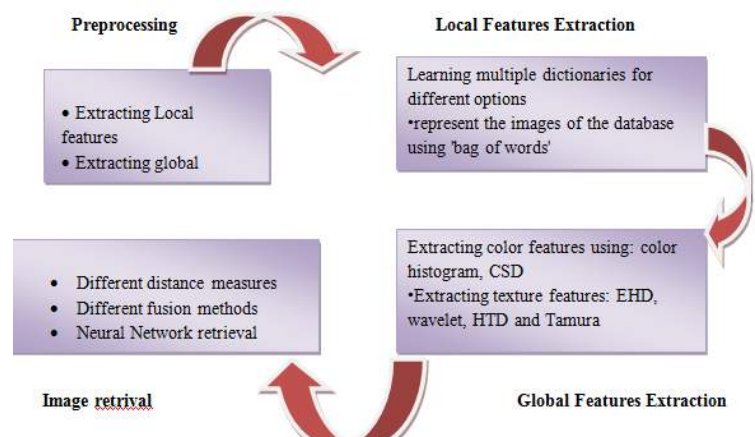 Preprocessing
• Extracting Local
features
• Extracting global
Local Features Extraction
Learning multiple dictionaries for
different options
•represent the images of the database
using 'bag of words'
Extracting color features using: color
histogram, CSD
•Extracting texture features: EHD,
wavelet, HTD and Tamura
Global Features Extraction
• Different distance measures
• Different fusion methods
• Neural Network retrieval
Image retrival